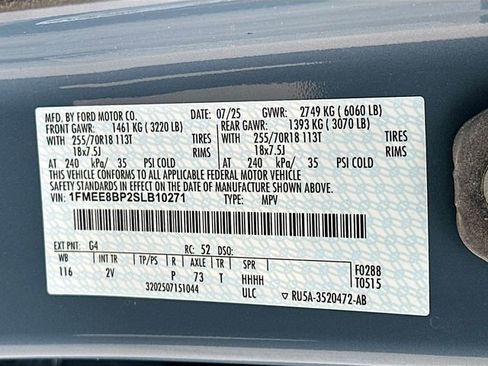 MFD. BY FORD MOTOR CO. 07/25 GVWR: 2749 KG ( 6060 LB)
FRONT GAWR: 1461 KG ( 3220 LB) REAR GAWR: 1393 KG ( 3070 LB)
WITH 255/70R18 113T TIRES WITH 255/70R18 113T TIRES
18x7.5J RIMS 18x7.5J RIMS
AT 240 kPa/ 35 PSI COLD AT 240 kPa/ 35 PSI COLD
THIS VEHICLE CONFORMS TO ALL APPLICABLE FEDERAL MOTOR VEHICLE
SAFETY AND THEFT PREVENTION STANDARDS IN EFFECT ON THE DATE OF MANUFACTURE SHOWN ABOVE.
VIN: 1FMEE8BP2SLB10271 TYPE: MPV
EXT PNT: G4 RC: 52 DSO:
WB INT TR TP/PS R AXLE TR SPR F0288
116 2V P 73 T HHHH T0515
3202507151044 ULC ▼ RU5A-3520472-AB